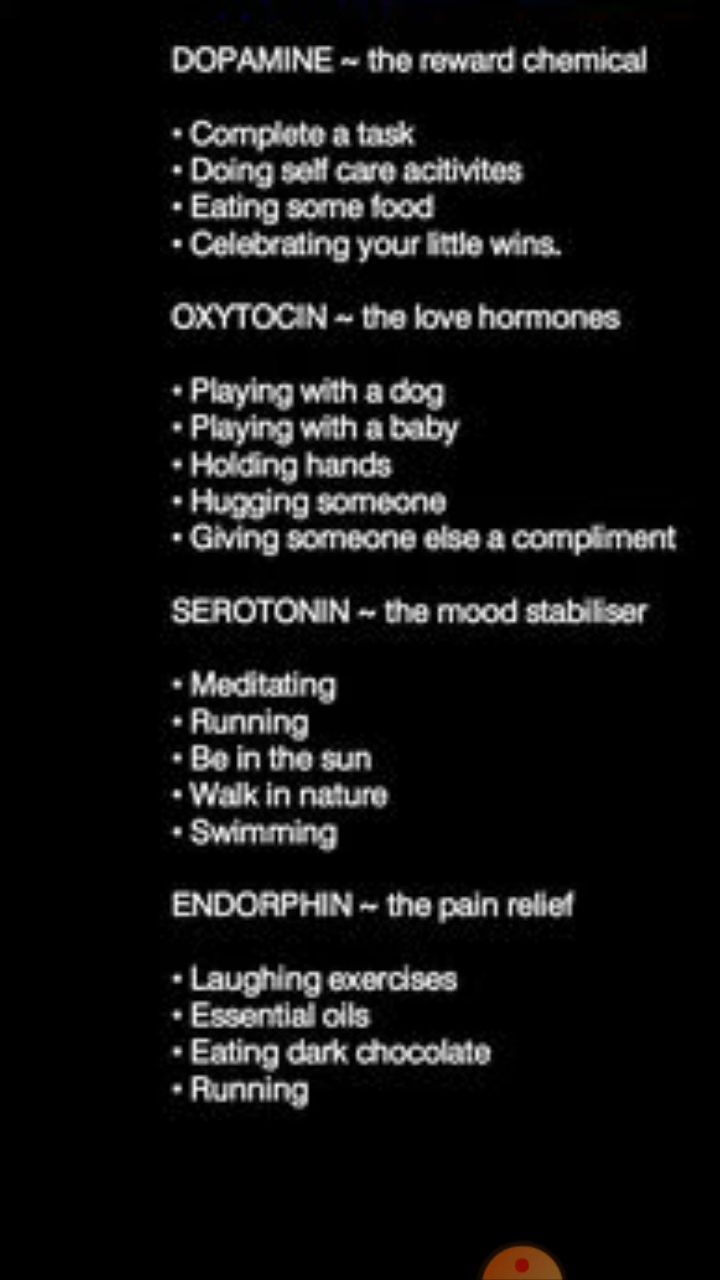 DOPAMINE ~ the reward chemical
• Complete a task
• Doing self care acitivites
• Eating some food
• Celebrating your little wins.
OXYTOCIN ~ the love hormones
• Playing with a dog
• Playing with a baby
• Holding hands
• Hugging someone
• Giving someone else a compliment
SEROTONIN ~ the mood stabiliser
• Meditating
• Running
• Be in the sun
• Walk in nature
• Swimming
ENDORPHIN ~ the pain relief
• Laughing exercises
• Essential oils
• Eating dark chocolate
• Running